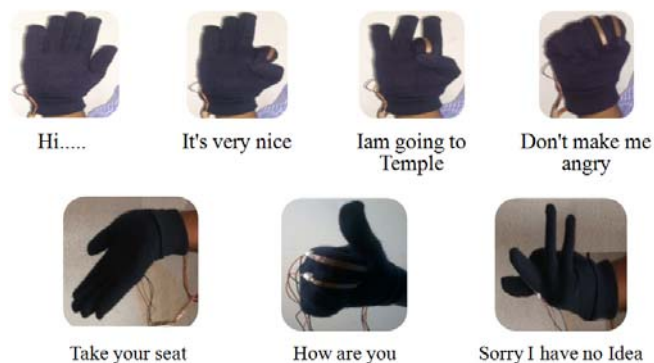 Hi.....
It's very nice
Iam going to
Temple
Don't make me
angry
Take your seat
How are you
Sorry I have no Idea